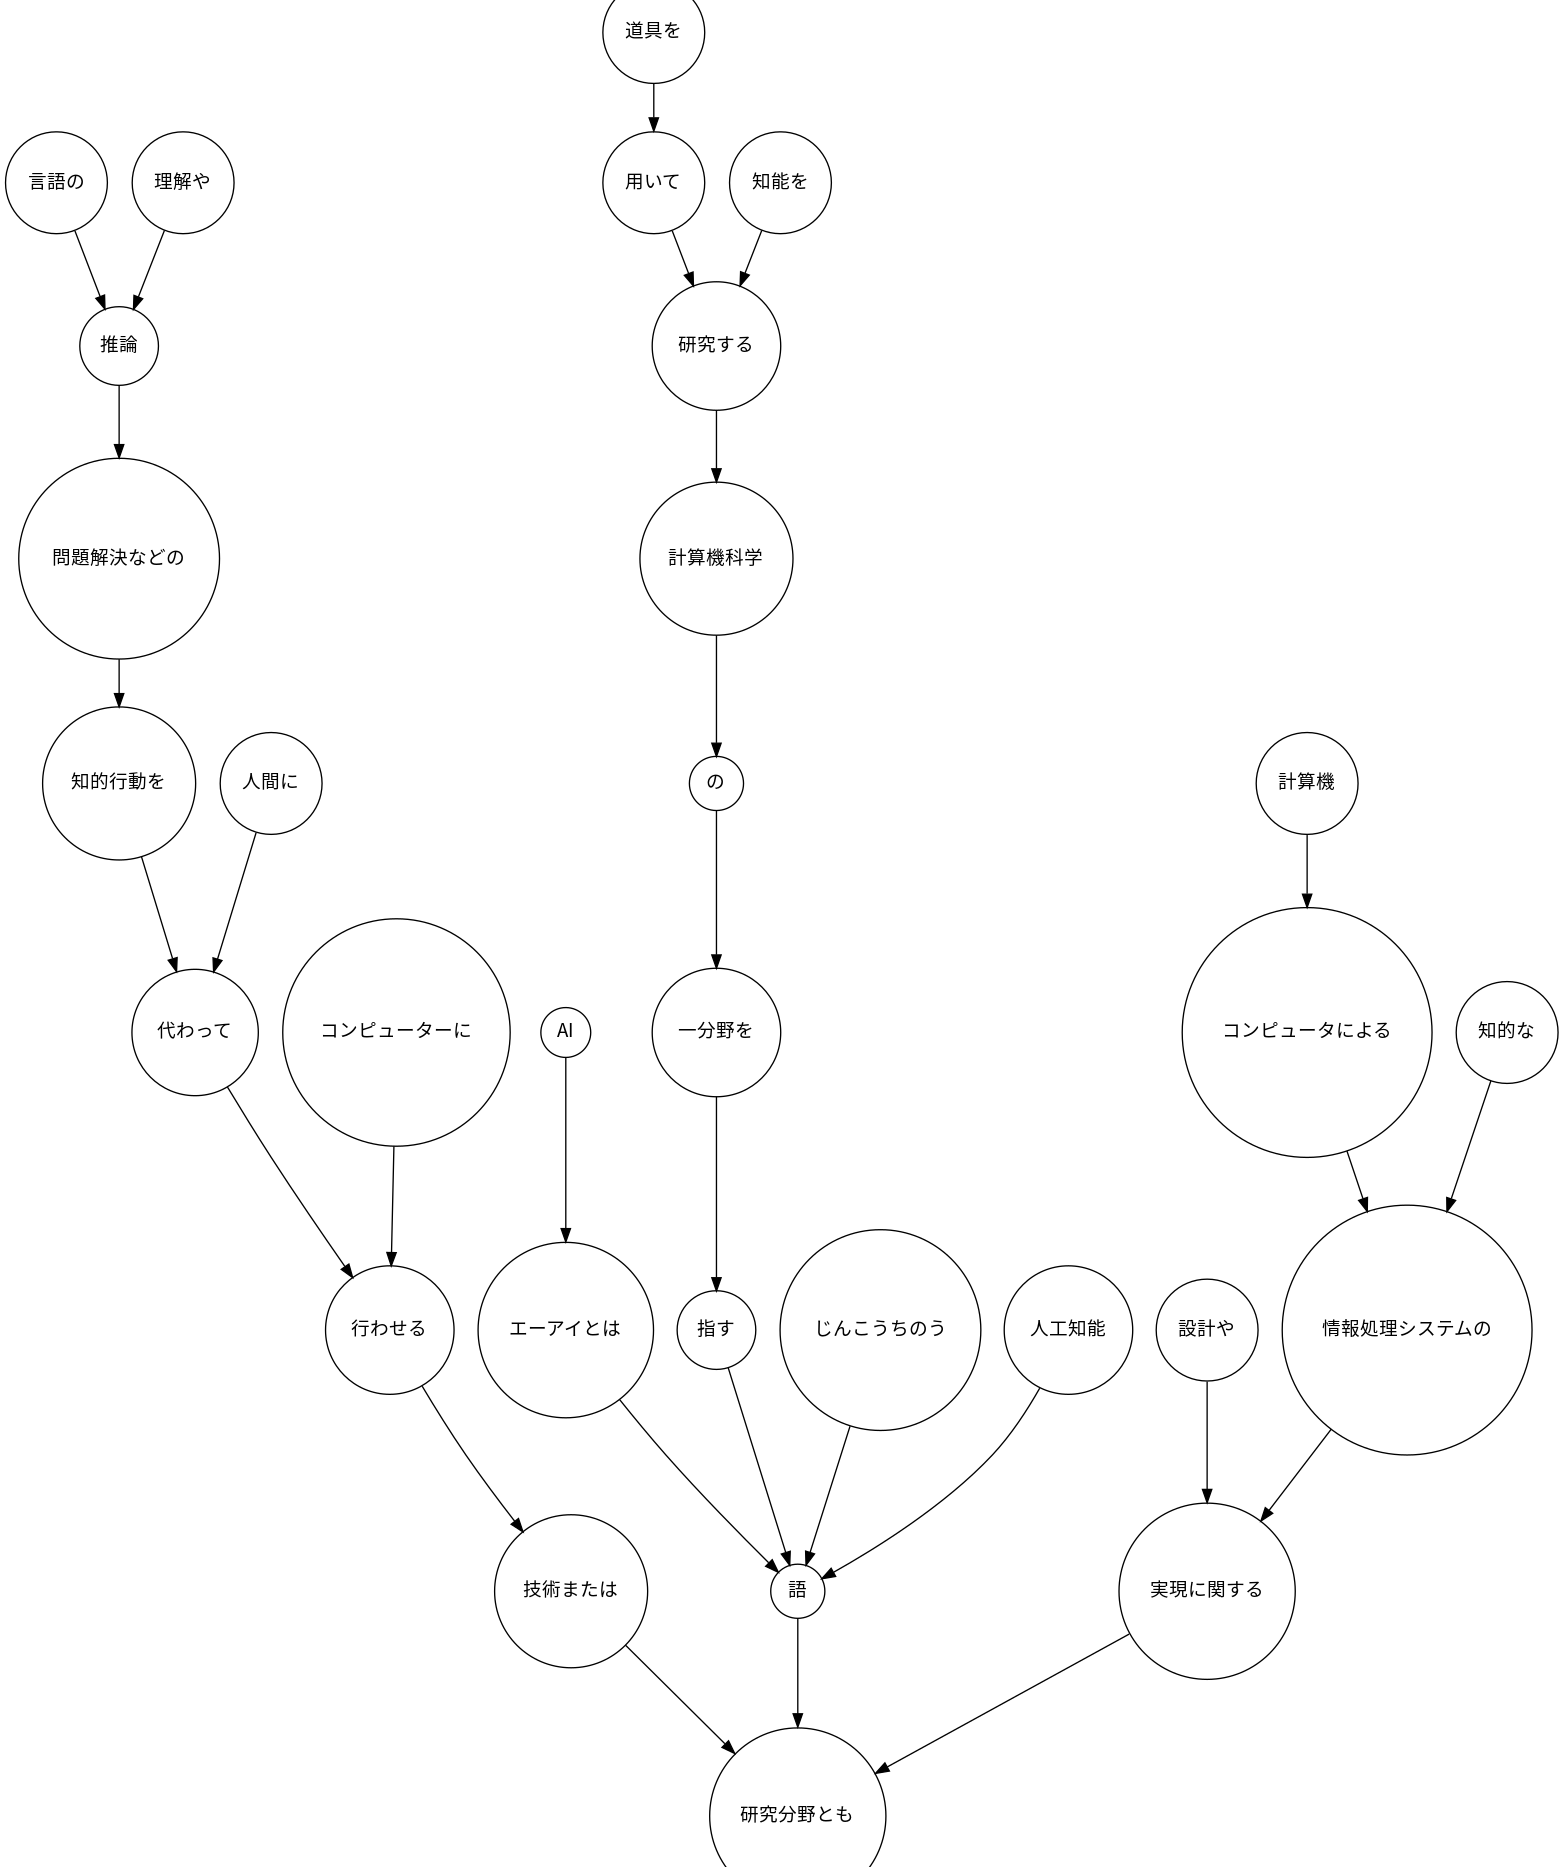 道具を
言語の
理解や
用いて
知能を
推論
研究する
問題解決などの
計算機科学
知的行動を
人間に
の
計算機
代わって
コンピューターに
AI
一分野を
コンピュータによる
知的な
行わせる
エーアイとは
指す
じんこうちのう
人工知能
設計や
情報処理システムの
技術または
語
実現に関する
研究分野とも